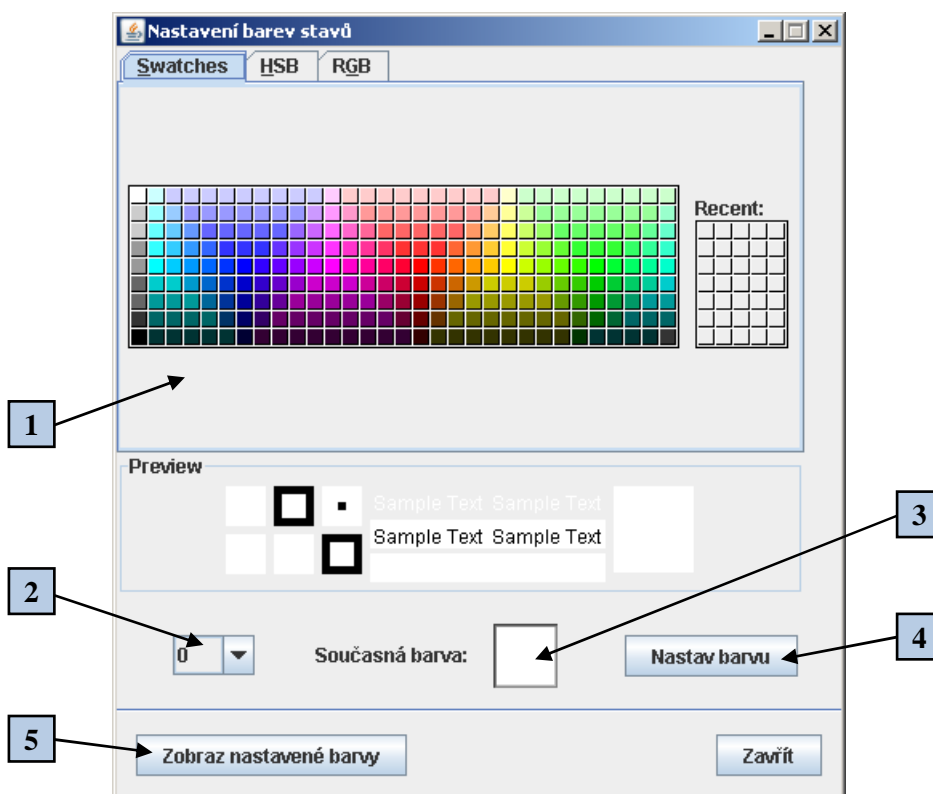 Nastavení barev stavů
Swatches HSB RGB
Recent:
1
Preview
Sample Text Sample Text
3
Sample Text Sample Text
2
4
0 Současná barva: Nastav barvu
5
Zobraz nastavené barvy Zavřít